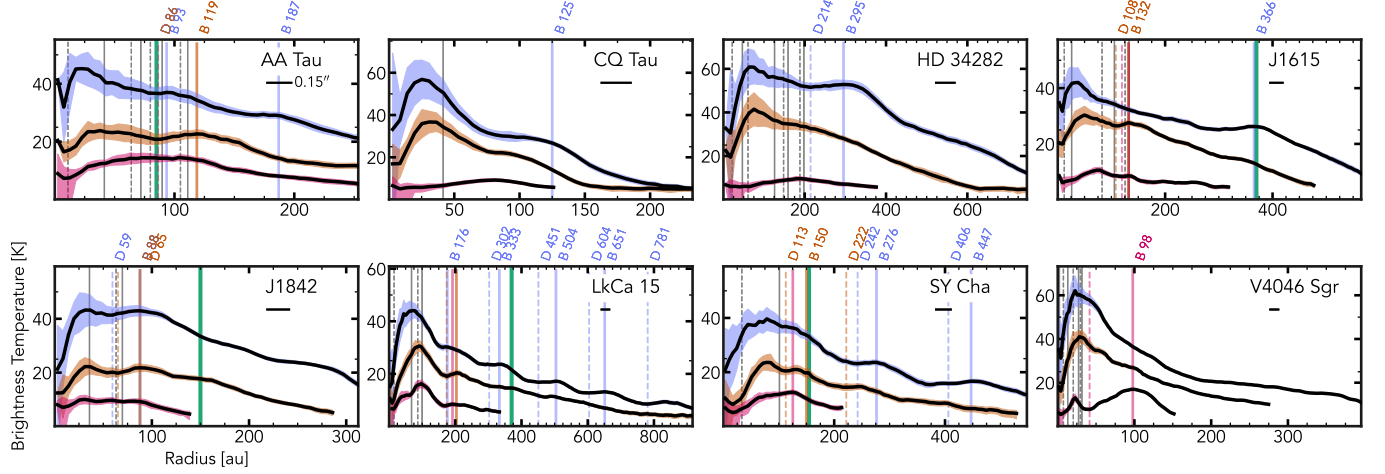 D 86
B 93
B 119
B 187
B 125
D 214
B 295
D 108
B 132
B 366
AA Tau
0.15″
CQ Tau
HD 34282
J1615
40
20
60
40
20
60
40
20
40
20
100
200
50
100
150
200
200
400
600
200
400
D 59
B 88
D 65
B 176
D 302
B 333
D 451
B 504
D 604
B 651
D 781
D 113
B 150
D 222
D 242
B 276
D 406
B 447
B 98
J1842
LkCa 15
SY Cha
V4046 Sgr
40
20
60
40
20
40
20
60
40
20
0
100
200
300
0
200
400
600
800
200
400
100
200
300
Brightness Temperature [K]
Radius [au]